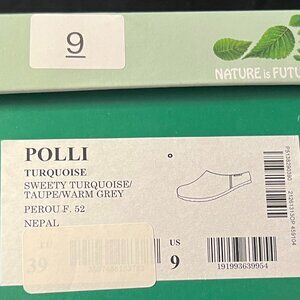 9
NATURE is FUTU
POLLI
TURQUOISE
SWEETY TURQUOISE/
TAUPE/WARM GREY
PEROU F. 52
NEPAL
39
US
9
191993639954